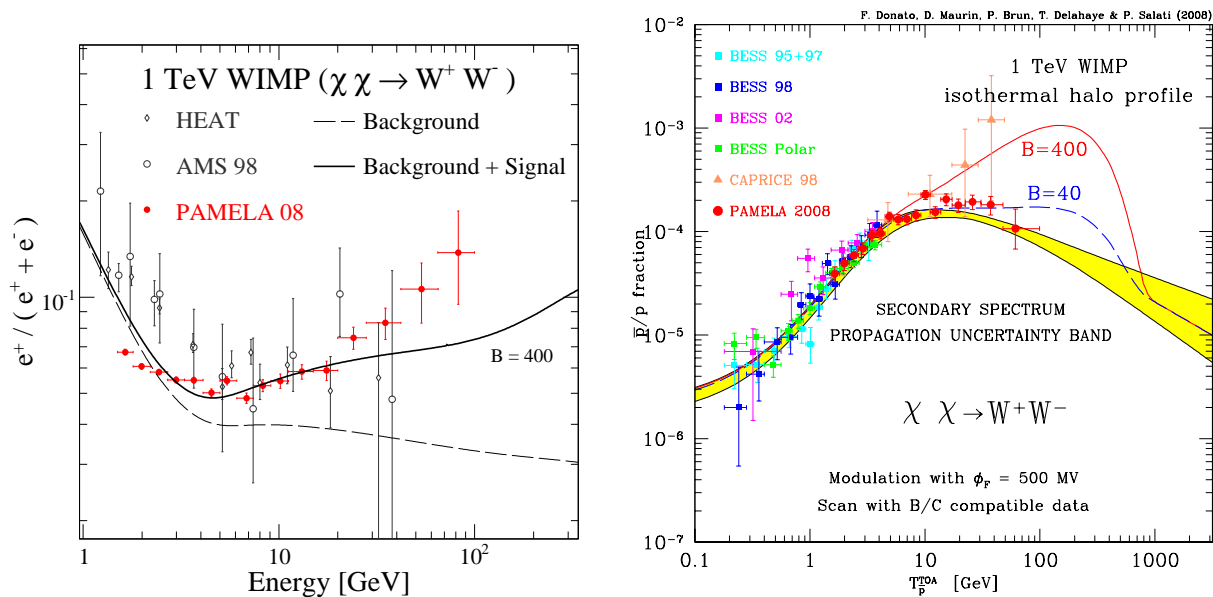 1 TeV WIMP ( χ χ → W⁺ W⁻ )
HEAT
Background
AMS 98
Background + Signal
PAMELA 08
B = 400
e⁺ / ( e⁺ + e⁻ )
10⁻¹
1
10
10²
Energy [GeV]
F. Donato, D. Maurin, P. Brun, T. Delahaye & P. Salati (2008)
10⁻²
BESS 95+97
1 TeV WIMP
BESS 98
isothermal halo profile
BESS 02
10⁻³
BESS Polar
B=400
CAPRICE 98
B=40
PAMELA 2008
10⁻⁴
p̅/p fraction
SECONDARY SPECTRUM
PROPAGATION UNCERTAINTY BAND
10⁻⁵
χ χ → W⁺W⁻
10⁻⁶
Modulation with ϕ_F = 500 MV
Scan with B/C compatible data
10⁻⁷
0.1
1
10
100
1000
T_p̅^TOA [GeV]